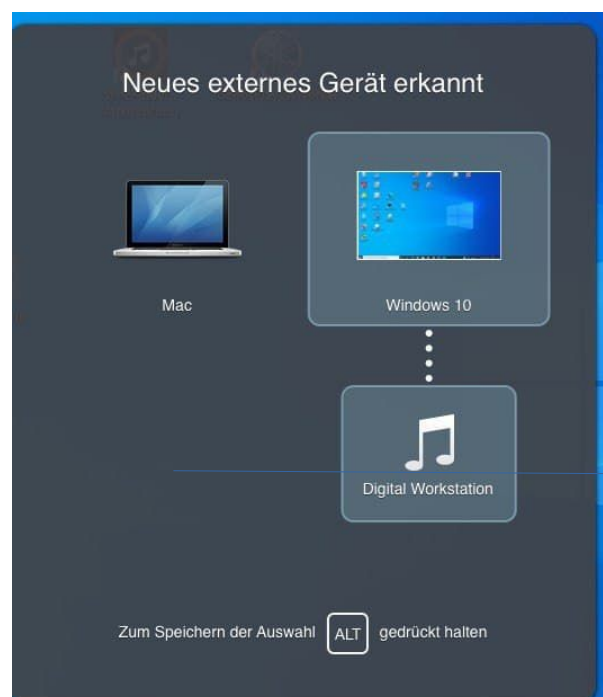 Neues externes Gerät erkannt
Mac
Windows 10
Digital Workstation
Zum Speichern der Auswahl ALT gedrückt halten